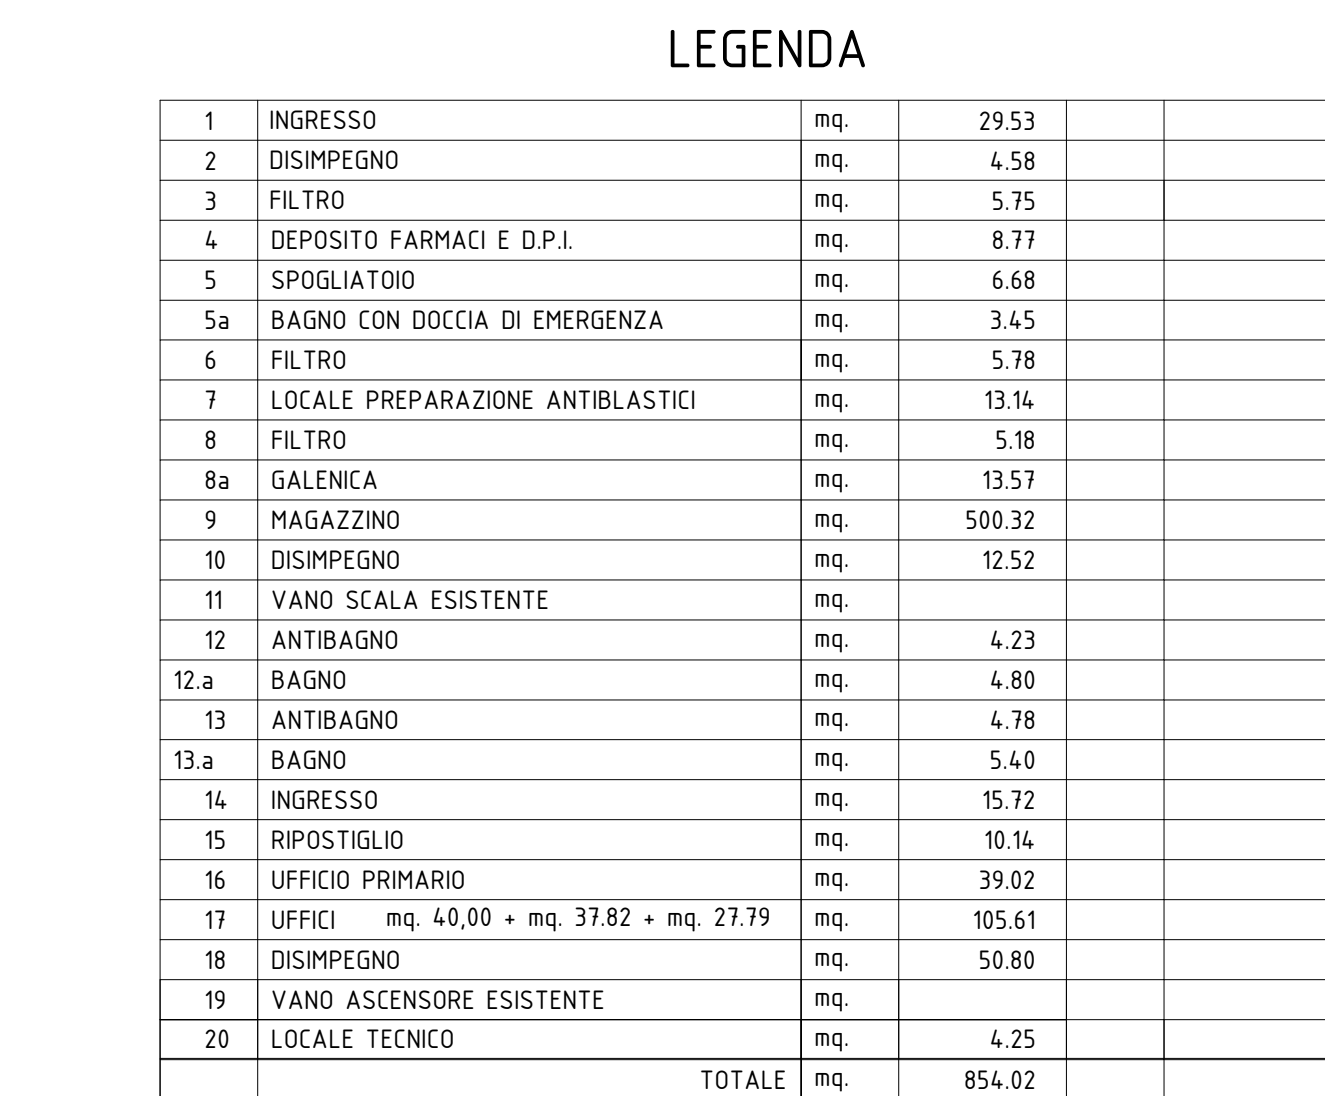 LEGENDA
1 INGRESSO mq. 29.53
2 DISIMPEGNO mq. 4.58
3 FILTRO mq. 5.75
4 DEPOSITO FARMACI E D.P.I. mq. 8.77
5 SPOGLIATOIO mq. 6.68
5a BAGNO CON DOCCIA DI EMERGENZA mq. 3.45
6 FILTRO mq. 5.78
7 LOCALE PREPARAZIONE ANTIBLASTICI mq. 13.14
8 FILTRO mq. 5.18
8a GALENICA mq. 13.57
9 MAGAZZINO mq. 500.32
10 DISIMPEGNO mq. 12.52
11 VANO SCALA ESISTENTE mq.
12 ANTIBAGNO mq. 4.23
12.a BAGNO mq. 4.80
13 ANTIBAGNO mq. 4.78
13.a BAGNO mq. 5.40
14 INGRESSO mq. 15.72
15 RIPOSTIGLIO mq. 10.14
16 UFFICIO PRIMARIO mq. 39.02
17 UFFICI mq. 40,00 + mq. 37.82 + mq. 27.79 mq. 105.61
18 DISIMPEGNO mq. 50.80
19 VANO ASCENSORE ESISTENTE mq.
20 LOCALE TECNICO mq. 4.25
TOTALE mq. 854.02